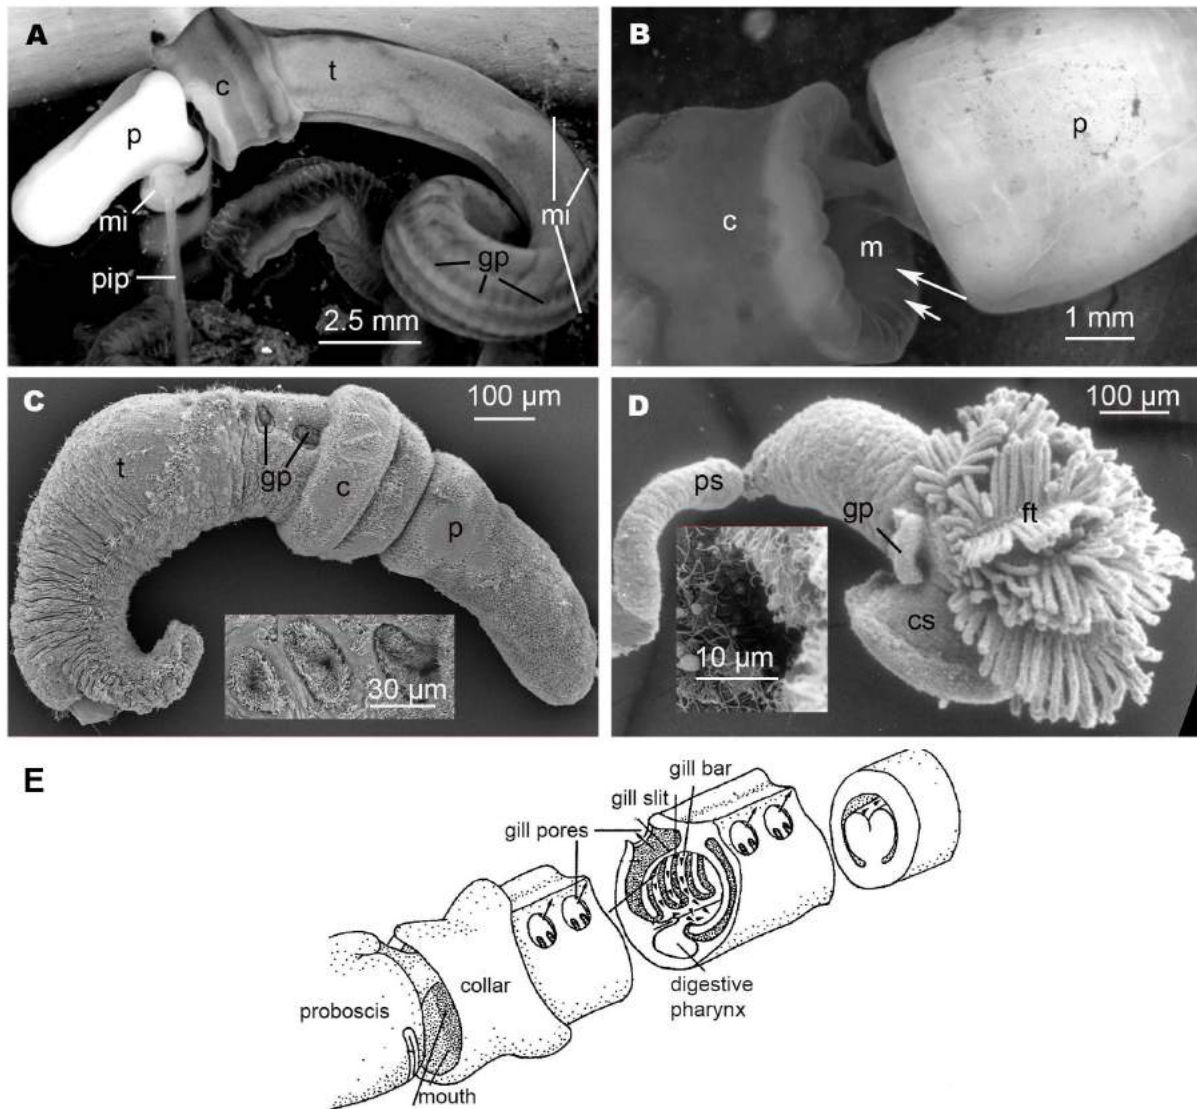 A
t
c
p
mi
mi
gp
pip
2.5 mm
B
p
c
m
1 mm
C
100 µm
t
gp
c
p
30 µm
D
100 µm
ps
gp
ft
cs
10 µm
E
gill bar
gill slit
gill pores
collar
digestive
pharynx
proboscis
mouth